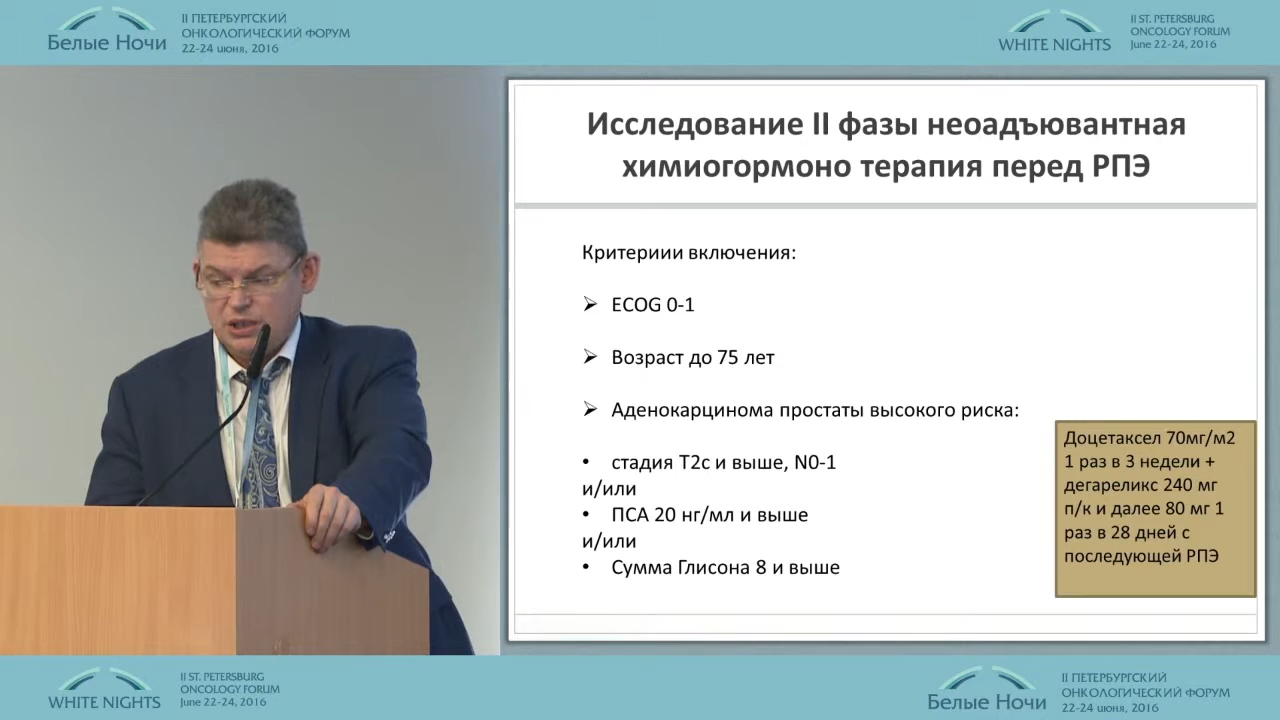 Белые Ночи
II ПЕТЕРБУРГСКИЙ
ОНКОЛОГИЧЕСКИЙ ФОРУМ
22-24 июня, 2016
WHITE NIGHTS
II ST. PETERSBURG
ONCOLOGY FORUM
June 22-24, 2016
Исследование II фазы неоадъювантная
химиогормоно терапия перед РПЭ
Критериии включения:
➢ ECOG 0-1
➢ Возраст до 75 лет
➢ Аденокарцинома простаты высокого риска:
• стадия T2c и выше, N0-1
и/или
• ПСА 20 нг/мл и выше
и/или
• Сумма Глисона 8 и выше
Доцетаксел 70мг/м2
1 раз в 3 недели +
дегареликс 240 мг
п/к и далее 80 мг 1
раз в 28 дней с
последующей РПЭ
WHITE NIGHTS
II ST. PETERSBURG
ONCOLOGY FORUM
June 22-24, 2016
Белые Ночи
II ПЕТЕРБУРГСКИЙ
ОНКОЛОГИЧЕСКИЙ ФОРУМ
22-24 июня, 2016